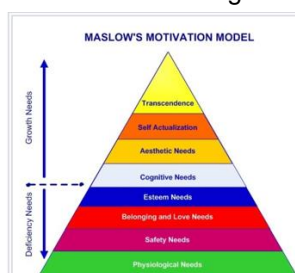 MASLOW'S MOTIVATION MODEL
Growth Needs
Deficiency Needs
Transcendence
Self Actualization
Aesthetic Needs
Cognitive Needs
Esteem Needs
Belonging and Love Needs
Safety Needs
Physiological Needs